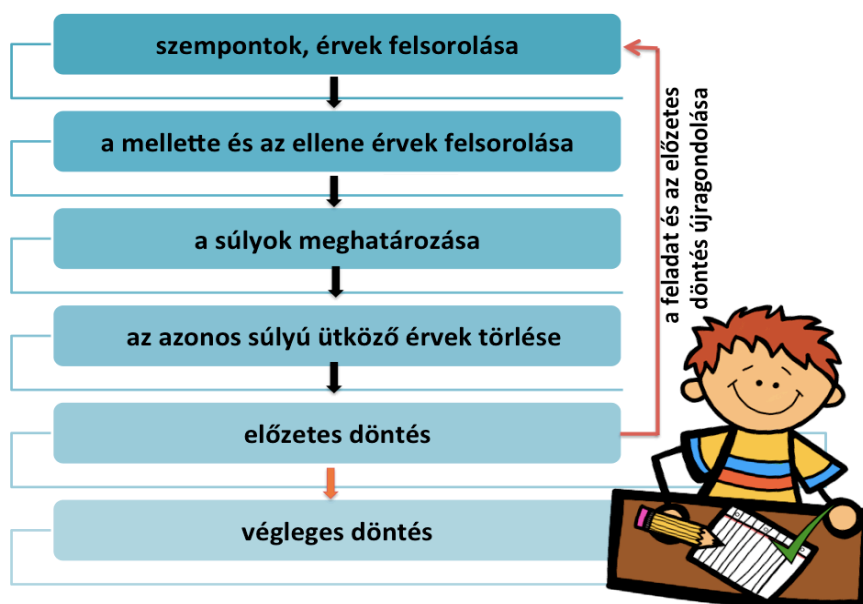 szempontok, érvek felsorolása
a mellette és az ellene érvek felsorolása
a súlyok meghatározása
az azonos súlyú ütköző érvek törlése
előzetes döntés
végleges döntés
a feladat és az előzetes
döntés újragondolása